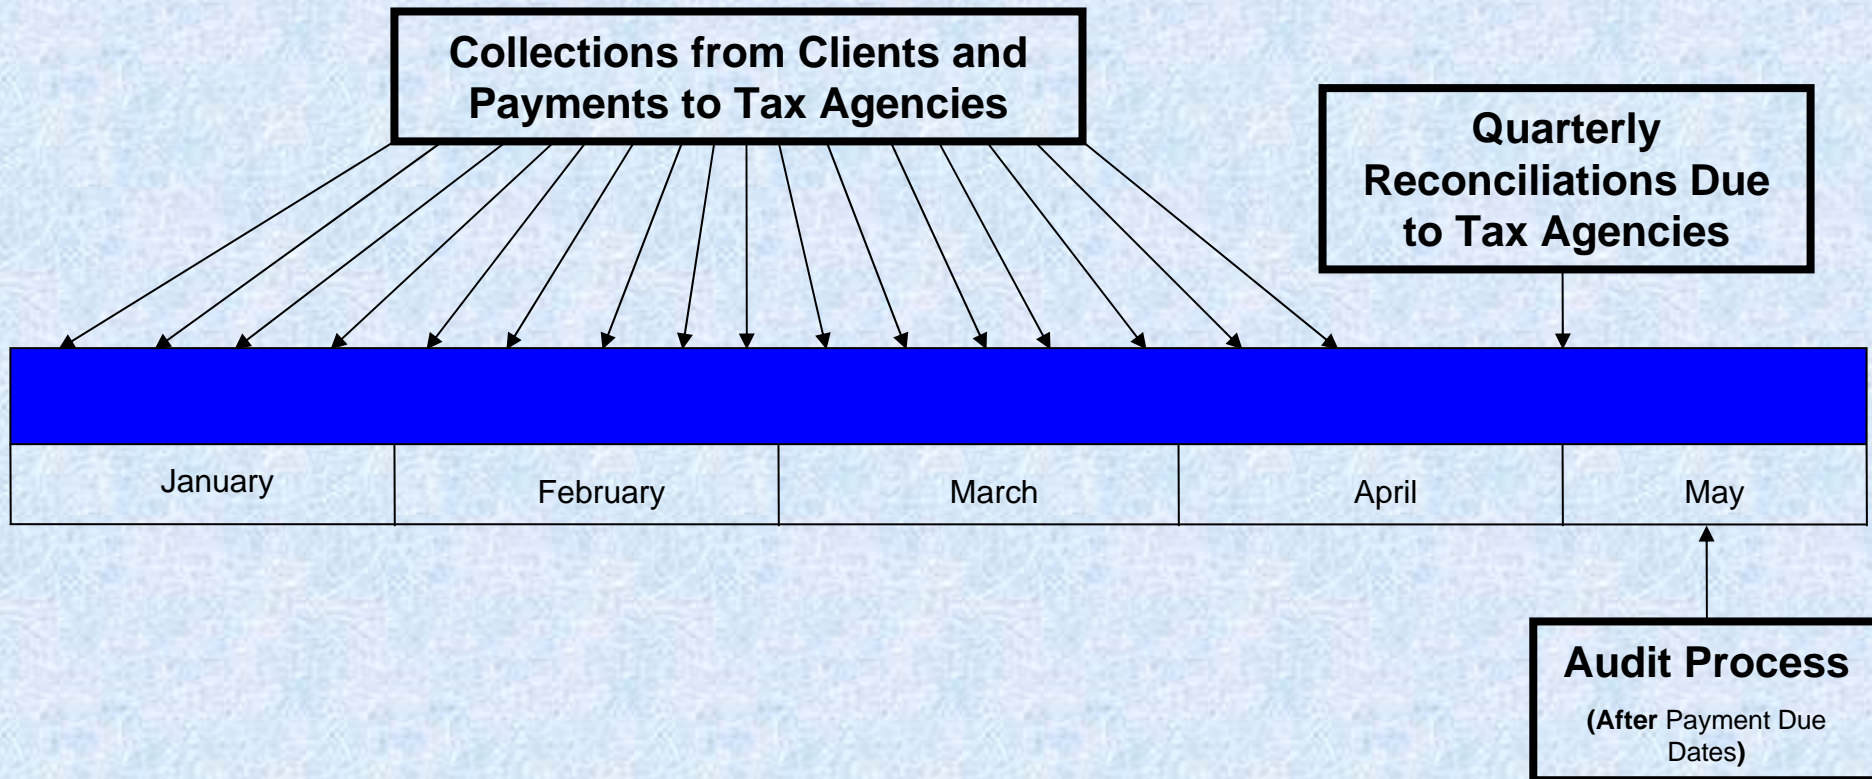 Collections from Clients and
Payments to Tax Agencies
Quarterly
Reconciliations Due
to Tax Agencies
January
February
March
April
May
Audit Process
(After Payment Due
Dates)